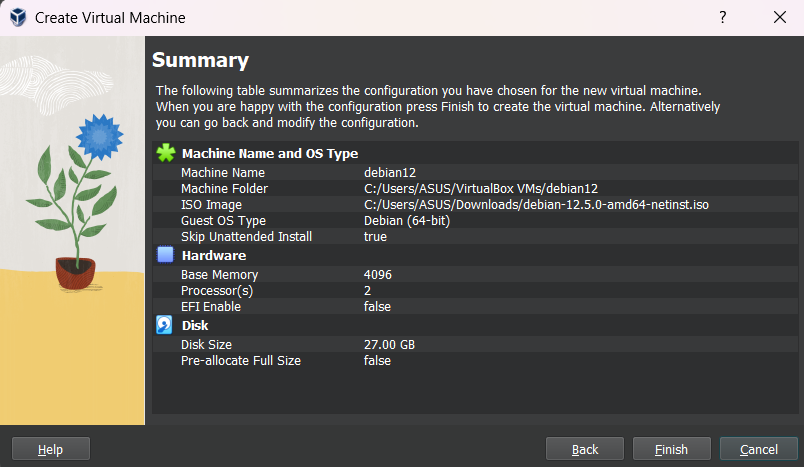 Create Virtual Machine
?
Summary
The following table summarizes the configuration you have chosen for the new virtual machine.
When you are happy with the configuration press Finish to create the virtual machine. Alternatively
you can go back and modify the configuration.
Machine Name and OS Type
Machine Name debian12
Machine Folder C:/Users/ASUS/VirtualBox VMs/debian12
ISO Image C:/Users/ASUS/Downloads/debian-12.5.0-amd64-netinst.iso
Guest OS Type Debian (64-bit)
Skip Unattended Install true
Hardware
Base Memory 4096
Processor(s) 2
EFI Enable false
Disk
Disk Size 27.00 GB
Pre-allocate Full Size false
Help Back Finish Cancel